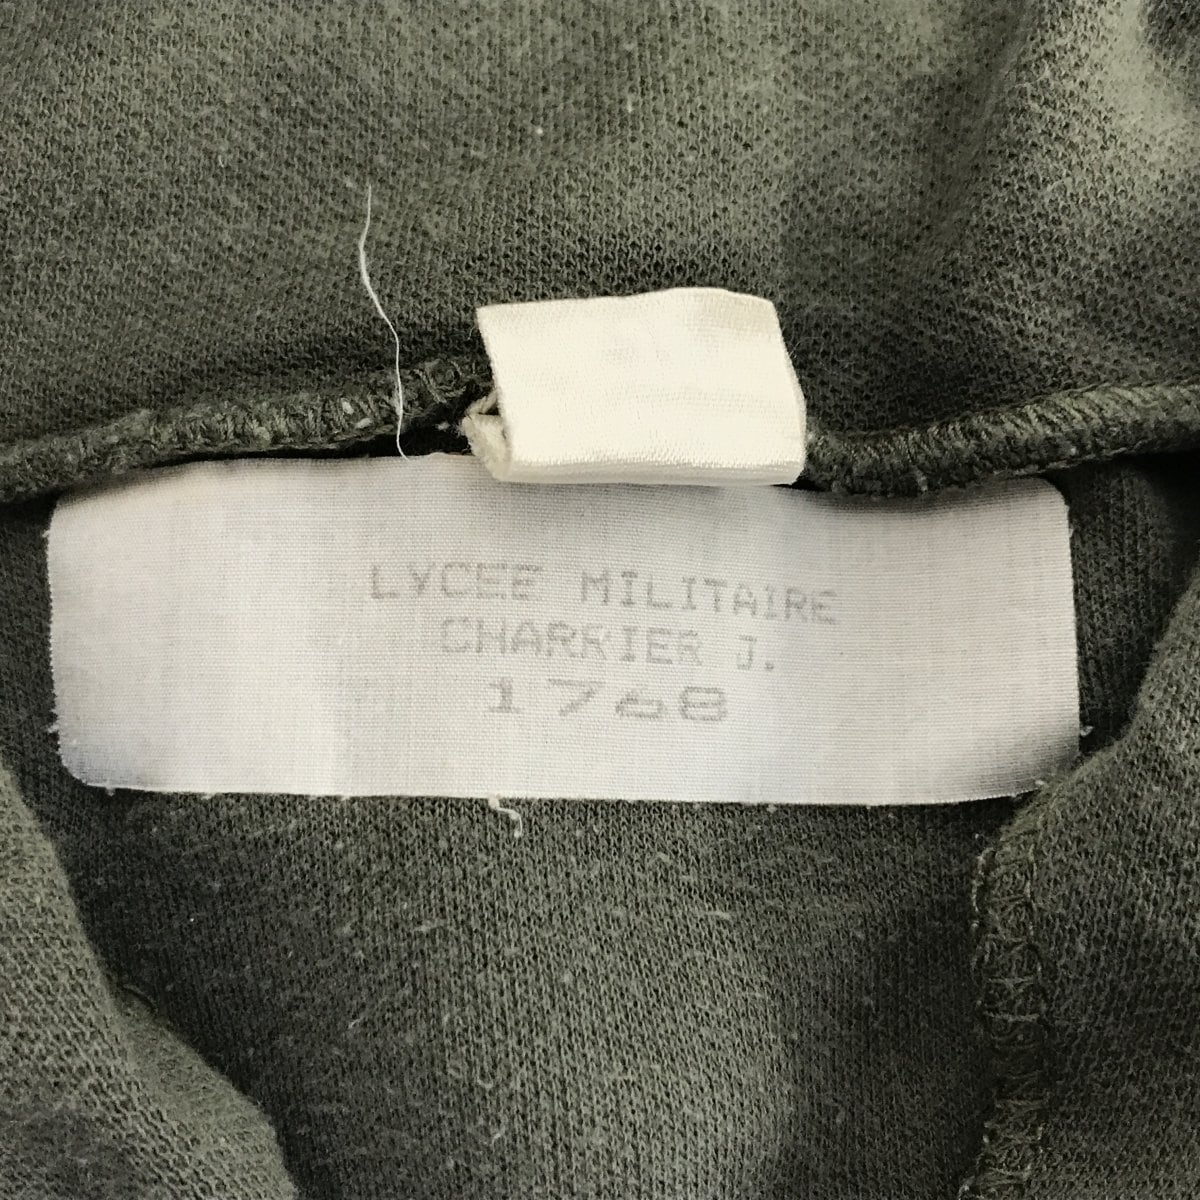 LYCEE MILITAIRE
CHARRIER J.
1768